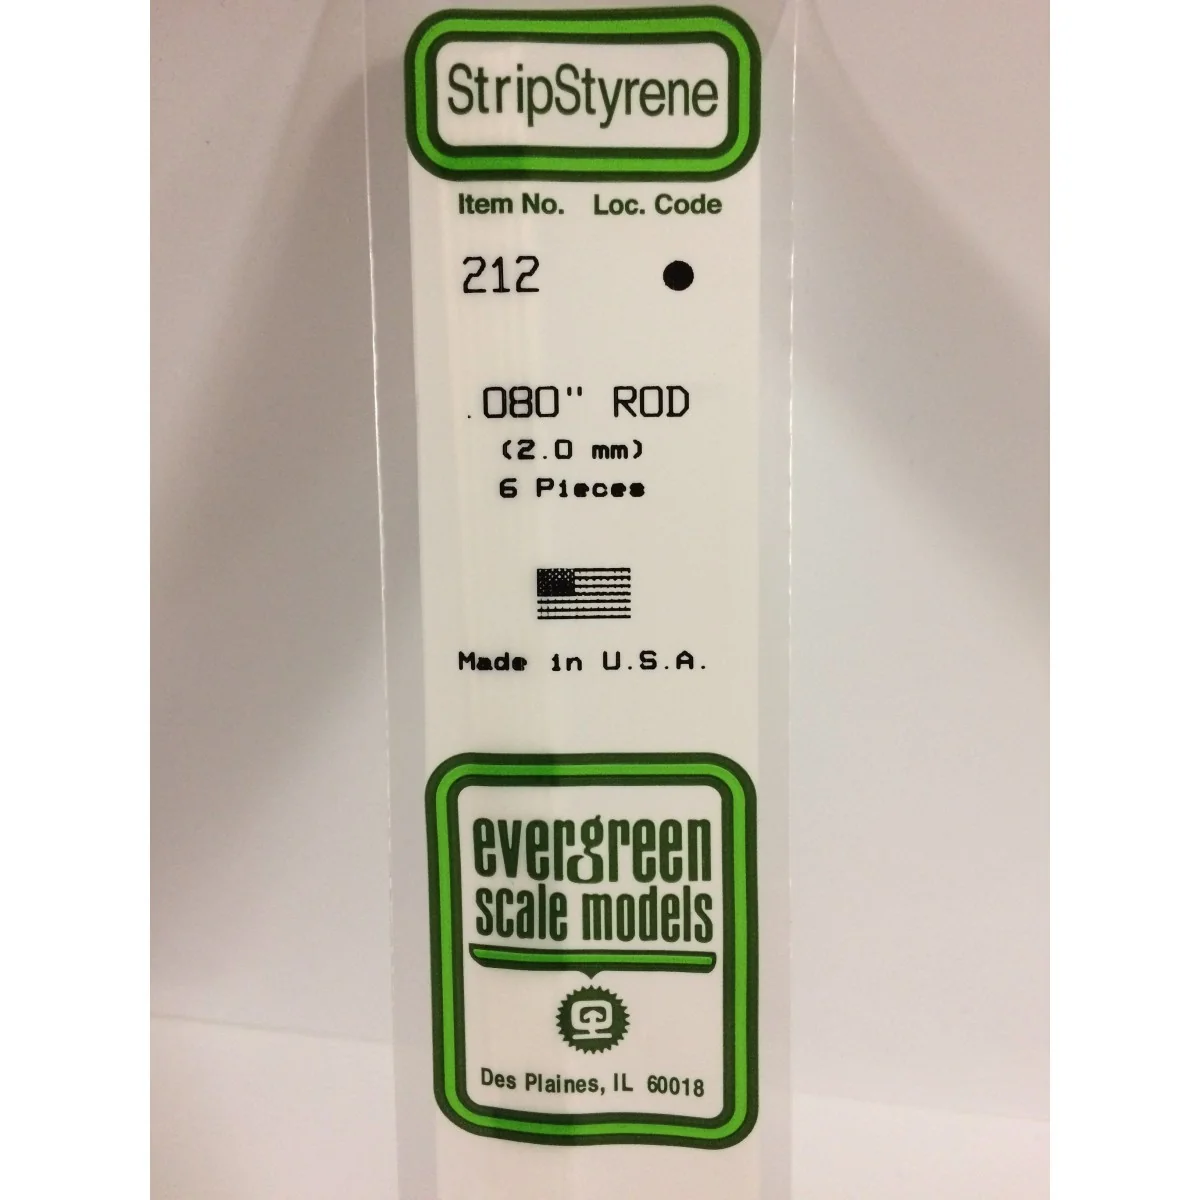 StripStyrene
Item No. Loc. Code
212 ●
.080" ROD
(2.0 mm)
6 Pieces
Made in U.S.A.
evergreen
scale models
Des Plaines, IL 60018